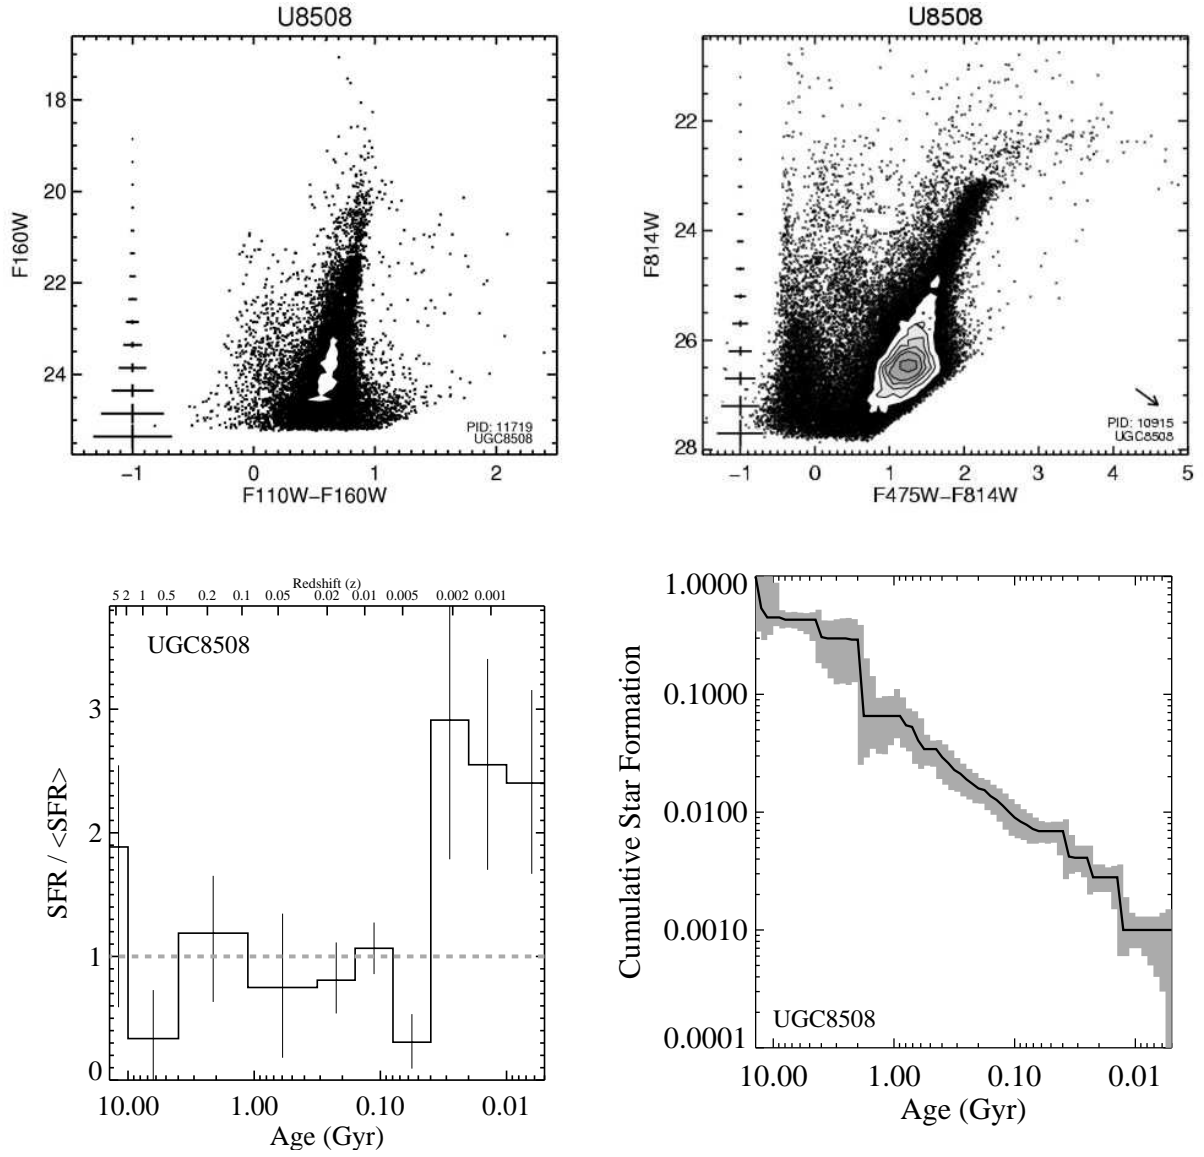 U8508
18
20
22
24
F160W
−1
0
1
2
F110W−F160W
PID: 11719
UGC8508
U8508
22
24
26
28
F814W
−1
0
1
2
3
4
5
F475W−F814W
PID: 10915
UGC8508
Redshift (z)
5 2 1 0.5 0.2 0.1 0.05 0.02 0.01 0.005 0.002 0.001
UGC8508
3
2
1
0
SFR / <SFR>
10.00 1.00 0.10 0.01
Age (Gyr)
1.0000
0.1000
0.0100
0.0010
0.0001
Cumulative Star Formation
UGC8508
10.00 1.00 0.10 0.01
Age (Gyr)